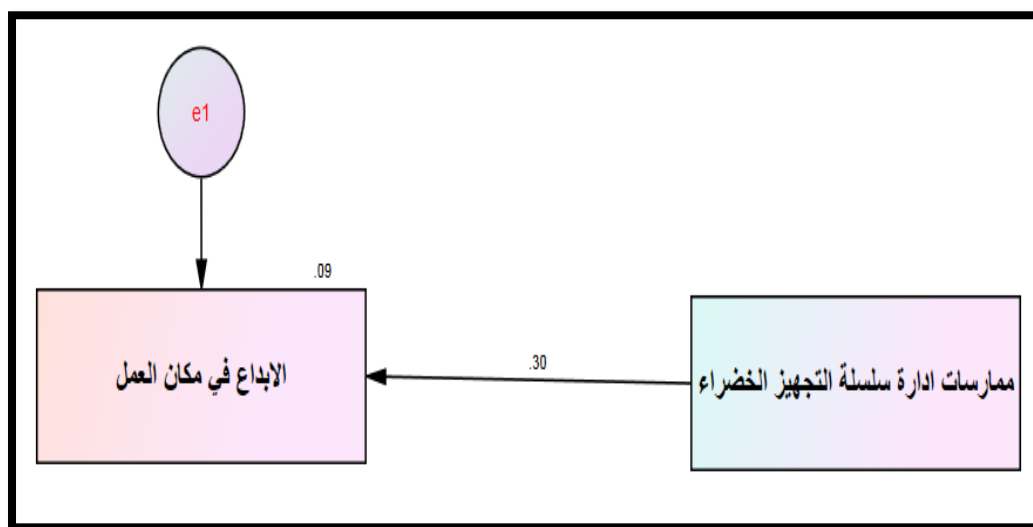 e1
.09
الابداع في مكان العمل
.30
ممارسات ادارة سلسلة التجهيز الخضراء